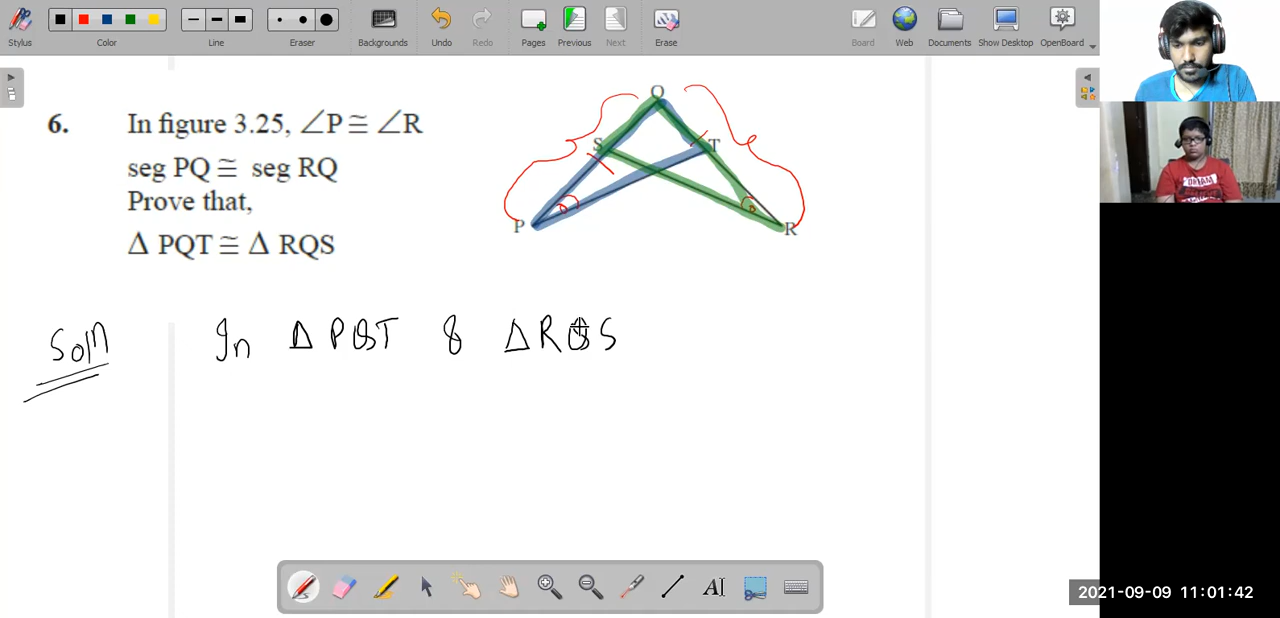 Stylus
Color
Line
Eraser
Backgrounds
Undo
Redo
Pages
Previous
Next
Erase
Board
Web
Documents
Show Desktop
OpenBoard
6. In figure 3.25, ∠P ≅ ∠R
seg PQ ≅ seg RQ
Prove that,
Δ PQT ≅ Δ RQS
Q
S
T
P
R
Soln In Δ PQT & Δ RQS
AI
DHARM
2021-09-09 11:01:42